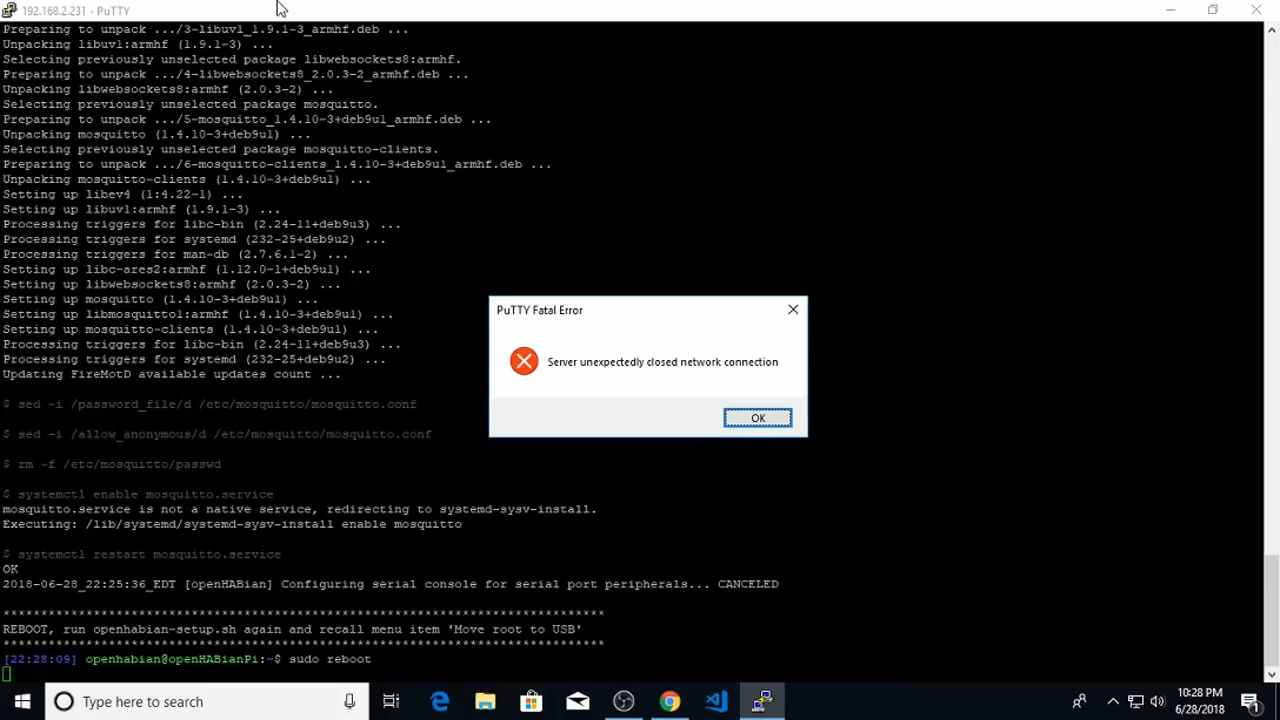 192.168.2.231 - PuTTY
Preparing to unpack .../3-libuv1_1.9.1-3_armhf.deb ...
Unpacking libuv1:armhf (1.9.1-3) ...
Selecting previously unselected package libwebsockets8:armhf.
Preparing to unpack .../4-libwebsockets8_2.0.3-2_armhf.deb ...
Unpacking libwebsockets8:armhf (2.0.3-2) ...
Selecting previously unselected package mosquitto.
Preparing to unpack .../5-mosquitto_1.4.10-3+deb9u1_armhf.deb ...
Unpacking mosquitto (1.4.10-3+deb9u1) ...
Selecting previously unselected package mosquitto-clients.
Preparing to unpack .../6-mosquitto-clients_1.4.10-3+deb9u1_armhf.deb ...
Unpacking mosquitto-clients (1.4.10-3+deb9u1) ...
Setting up libev4 (1:4.22-1) ...
Setting up libuv1:armhf (1.9.1-3) ...
Processing triggers for libc-bin (2.24-11+deb9u3) ...
Processing triggers for systemd (232-25+deb9u2) ...
Processing triggers for man-db (2.7.6.1-2) ...
Setting up libc-ares2:armhf (1.12.0-1+deb9u1) ...
Setting up libwebsockets8:armhf (2.0.3-2) ...
Setting up mosquitto (1.4.10-3+deb9u1) ...
Setting up libmosquitto1:armhf (1.4.10-3+deb9u1) ...
Setting up mosquitto-clients (1.4.10-3+deb9u1) ...
Processing triggers for libc-bin (2.24-11+deb9u3) ...
Processing triggers for systemd (232-25+deb9u2) ...
Updating FireMotD available updates count ...
$ sed -i /password_file/d /etc/mosquitto/mosquitto.conf
$ sed -i /allow_anonymous/d /etc/mosquitto/mosquitto.conf
$ rm -f /etc/mosquitto/passwd
$ systemctl enable mosquitto.service
mosquitto.service is not a native service, redirecting to systemd-sysv-install.
Executing: /lib/systemd/systemd-sysv-install enable mosquitto
$ systemctl restart mosquitto.service
OK
2018-06-28_22:25:36_EDT [openHABian] Configuring serial console for serial port peripherals... CANCELED
********************************************************************************
REBOOT, run openhabian-setup.sh again and recall menu item 'Move root to USB'
********************************************************************************
[22:28:09] openhabian@openHABianPi:~$ sudo reboot
PuTTY Fatal Error
Server unexpectedly closed network connection
OK
Type here to search
10:28 PM
6/28/2018
1